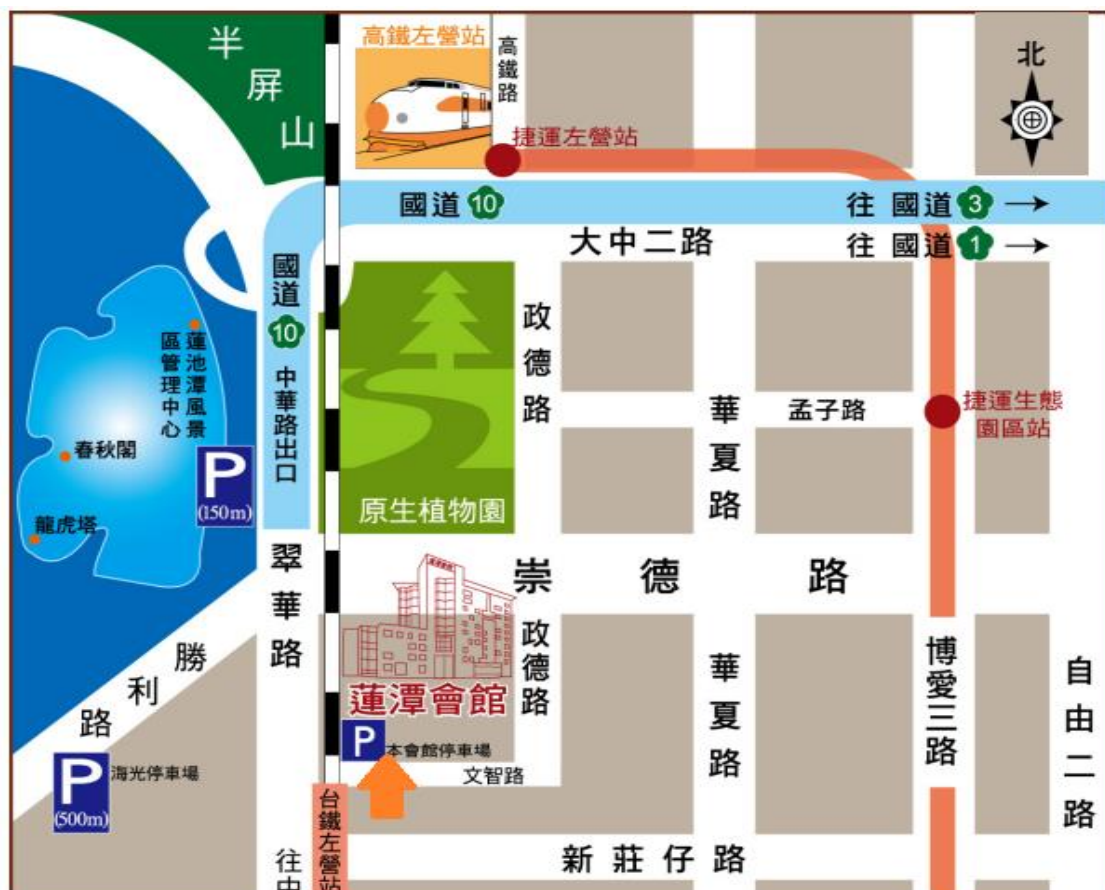 半屏山
高鐵左營站
高鐵路
北
捷運左營站
國道 10
往 國道 3 →
大中二路
往 國道 1 →
國道 10 中華路出口
政德路
蓮池潭風景
區管理中心
華夏路
孟子路
捷運生態
園區站
春秋閣
P
(150m)
原生植物園
龍虎塔
翠華路
崇德路
勝利路
蓮潭會館
政德路
華夏路
博愛三路
自由二路
P
本會館停車場
文智路
P
(500m)
海光停車場
台鐵左營站
新莊仔路
往中